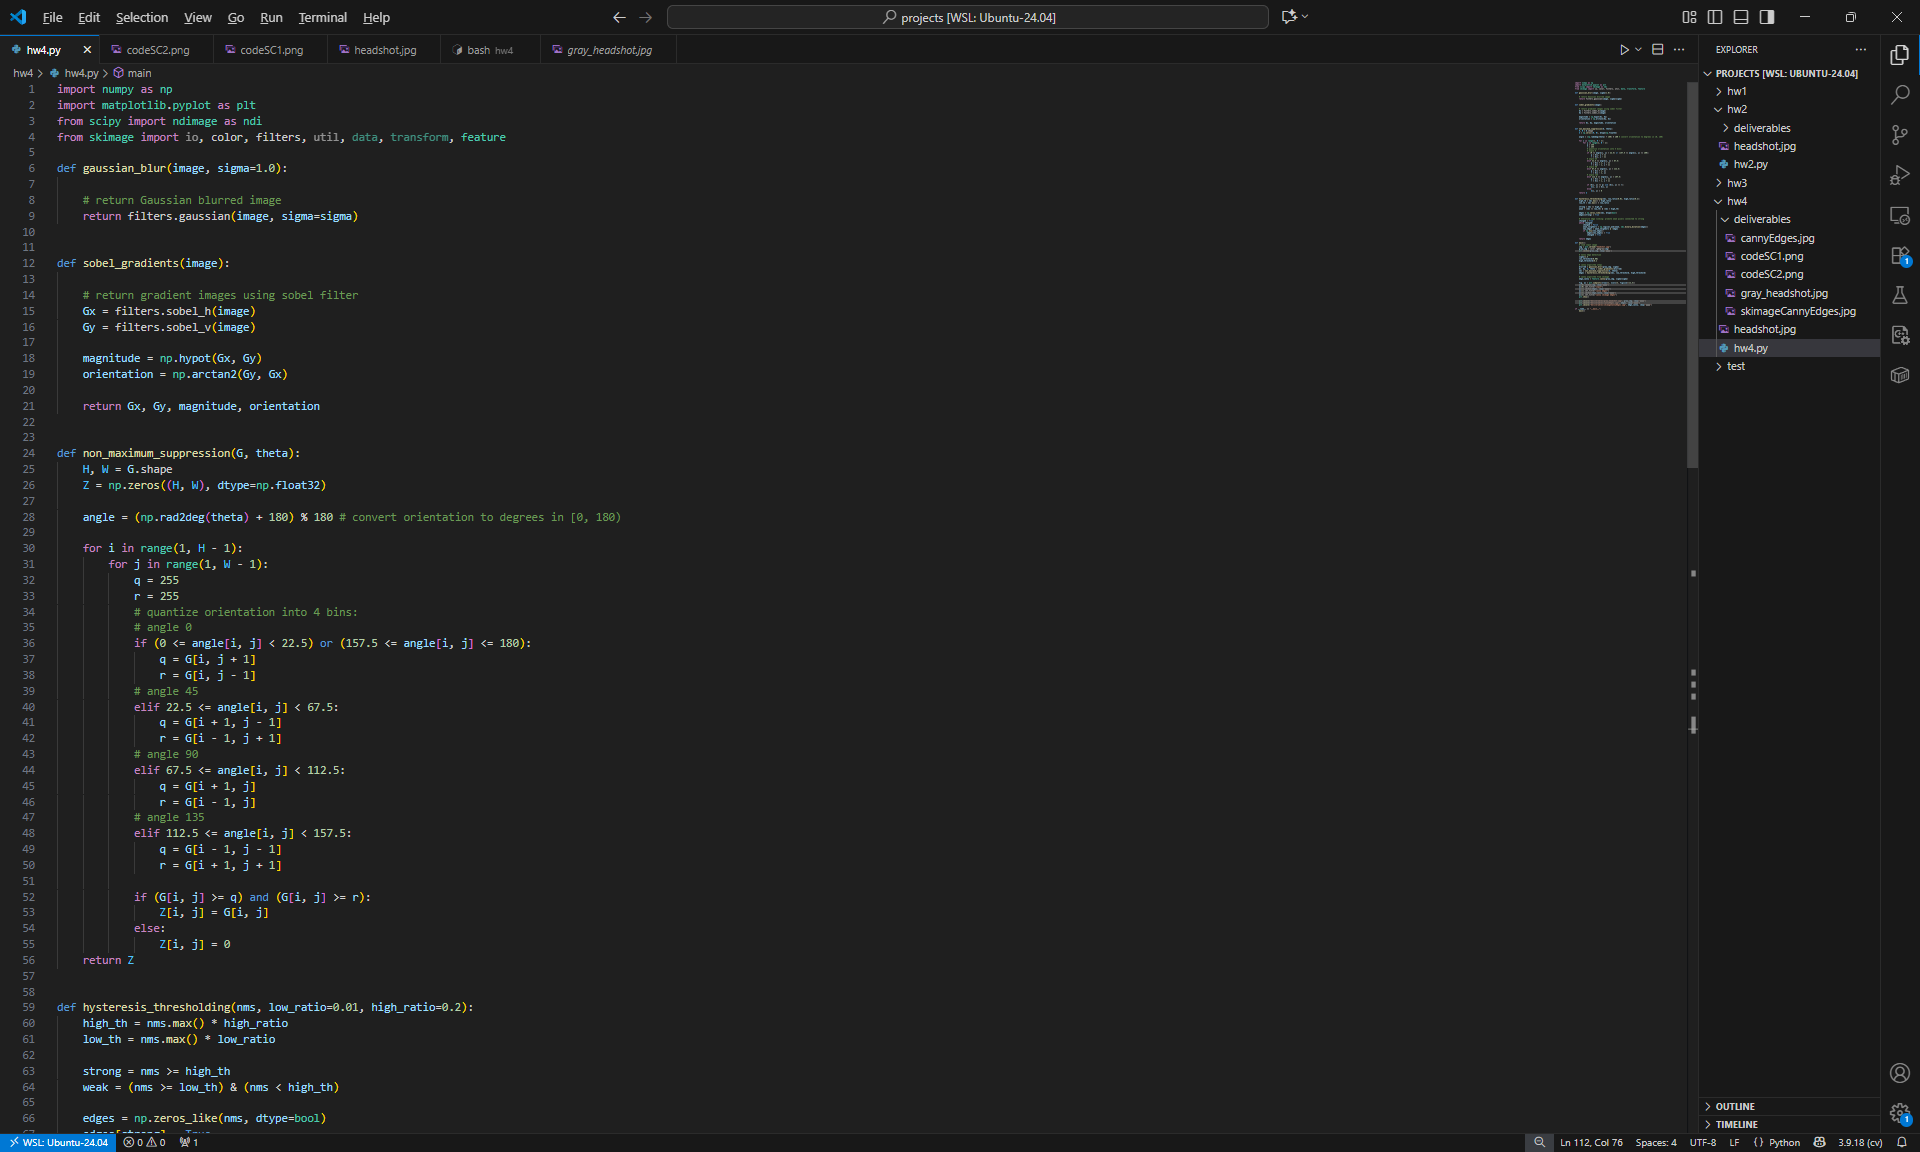 File Edit Selection View Go Run Terminal Help
projects [WSL: Ubuntu-24.04]
hw4.py codeSC2.png codeSC1.png headshot.jpg bash hw4 gray_headshot.jpg
hw4 > hw4.py > main
1 import numpy as np
2 import matplotlib.pyplot as plt
3 from scipy import ndimage as ndi
4 from skimage import io, color, filters, util, data, transform, feature
5
6 def gaussian_blur(image, sigma=1.0):
7
8 # return Gaussian blurred image
9 return filters.gaussian(image, sigma=sigma)
10
11
12 def sobel_gradients(image):
13
14 # return gradient images using sobel filter
15 Gx = filters.sobel_h(image)
16 Gy = filters.sobel_v(image)
17
18 magnitude = np.hypot(Gx, Gy)
19 orientation = np.arctan2(Gy, Gx)
20
21 return Gx, Gy, magnitude, orientation
22
23
24 def non_maximum_suppression(G, theta):
25 H, W = G.shape
26 Z = np.zeros((H, W), dtype=np.float32)
27
28 angle = (np.rad2deg(theta) + 180) % 180 # convert orientation to degrees in [0, 180)
29
30 for i in range(1, H - 1):
31 for j in range(1, W - 1):
32 q = 255
33 r = 255
34 # quantize orientation into 4 bins:
35 # angle 0
36 if (0 <= angle[i, j] < 22.5) or (157.5 <= angle[i, j] <= 180):
37 q = G[i, j + 1]
38 r = G[i, j - 1]
39 # angle 45
40 elif 22.5 <= angle[i, j] < 67.5:
41 q = G[i + 1, j - 1]
42 r = G[i - 1, j + 1]
43 # angle 90
44 elif 67.5 <= angle[i, j] < 112.5:
45 q = G[i + 1, j]
46 r = G[i - 1, j]
47 # angle 135
48 elif 112.5 <= angle[i, j] < 157.5:
49 q = G[i - 1, j - 1]
50 r = G[i + 1, j + 1]
51
52 if (G[i, j] >= q) and (G[i, j] >= r):
53 Z[i, j] = G[i, j]
54 else:
55 Z[i, j] = 0
56 return Z
57
58
59 def hysteresis_thresholding(nms, low_ratio=0.01, high_ratio=0.2):
60 high_th = nms.max() * high_ratio
61 low_th = nms.max() * low_ratio
62
63 strong = nms >= high_th
64 weak = (nms >= low_th) & (nms < high_th)
65
66 edges = np.zeros_like(nms, dtype=bool)
EXPLORER
PROJECTS [WSL: UBUNTU-24.04]
hw1
hw2
deliverables
headshot.jpg
hw2.py
hw3
hw4
deliverables
cannyEdges.jpg
codeSC1.png
codeSC2.png
gray_headshot.jpg
skimageCannyEdges.jpg
headshot.jpg
hw4.py
test
OUTLINE
TIMELINE
1
1
WSL: Ubuntu-24.04 0 0 1 Ln 112, Col 76 Spaces: 4 UTF-8 LF {} Python 3.9.18 (cv)